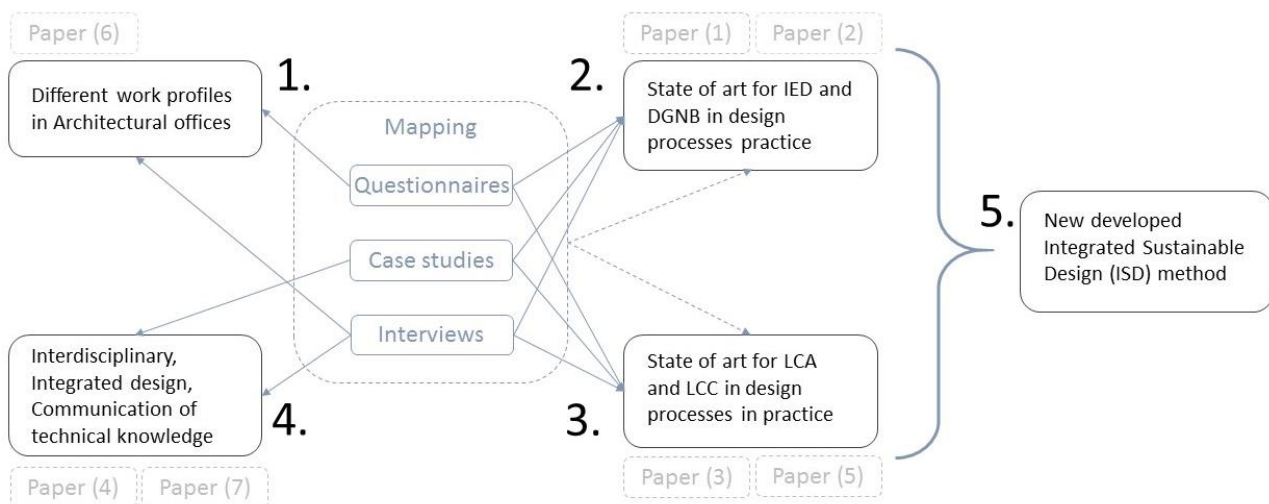 Paper (6)
1.
Different work profiles
in Architectural offices
Mapping
Questionnaires
Case studies
Interviews
Paper (1)
Paper (2)
2.
State of art for IED and
DGNB in design
processes practice
Interdisciplinary,
Integrated design,
Communication of
technical knowledge
4.
Paper (4)
Paper (7)
State of art for LCA
and LCC in design
processes in practice
3.
Paper (3)
Paper (5)
5.
New developed
Integrated Sustainable
Design (ISD) method